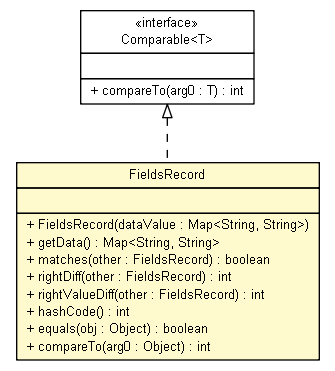 «interface»
Comparable<T>
+ compareTo(arg0 : T) : int
FieldsRecord
+ FieldsRecord(dataValue : Map<String, String>)
+ getData() : Map<String, String>
+ matches(other : FieldsRecord) : boolean
+ rightDiff(other : FieldsRecord) : int
+ rightValueDiff(other : FieldsRecord) : int
+ hashCode() : int
+ equals(obj : Object) : boolean
+ compareTo(arg0 : Object) : int